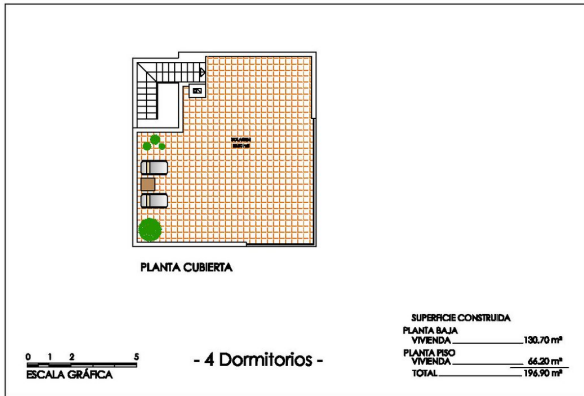 SOLARIUM
PLANTA CUBIERTA
0 1 2 5
ESCALA GRÁFICA
- 4 Dormitorios -
SUPERFICIE CONSTRUIDA
PLANTA BAJA
VIVIENDA 130.70 m²
PLANTA PISO
VIVIENDA 66.20 m²
TOTAL 196.90 m²